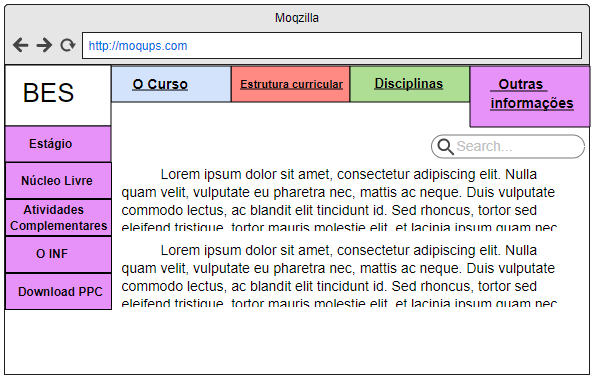 Moqzilla
http://moqups.com
BES
O Curso
Estrutura curricular
Disciplinas
Outras
informações
Search...
Estágio
Núcleo Livre
Atividades
Complementares
O INF
Download PPC
Lorem ipsum dolor sit amet, consectetur adipiscing elit. Nulla
quam velit, vulputate eu pharetra nec, mattis ac neque. Duis vulputate
commodo lectus, ac blandit elit tincidunt id. Sed rhoncus, tortor sed
eleifend tristique, tortor mauris molestie elit, et lacinia ipsum quam nec
Lorem ipsum dolor sit amet, consectetur adipiscing elit. Nulla
quam velit, vulputate eu pharetra nec, mattis ac neque. Duis vulputate
commodo lectus, ac blandit elit tincidunt id. Sed rhoncus, tortor sed
eleifend tristique, tortor mauris molestie elit, et lacinia ipsum quam nec